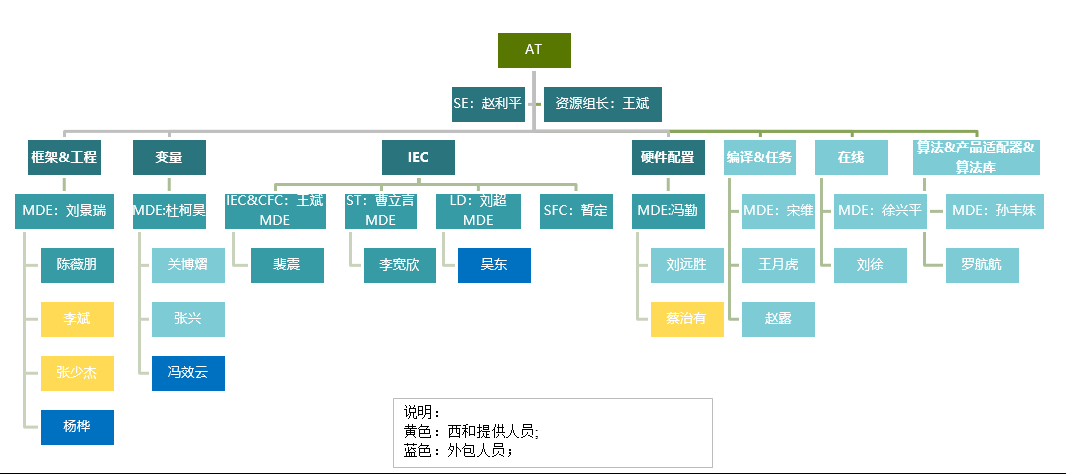 AT
SE：赵利平
资源组长：王斌
框架&工程
变量
IEC
硬件配置
编译&任务
在线
算法&产品适配器&
算法库
MDE：刘景瑞
MDE:杜柯昊
IEC&CFC：王斌
MDE
ST：曹立言
MDE
LD：刘超
MDE
SFC：暂定
MDE:冯勤
MDE：宋维
MDE：徐兴平
MDE：孙丰妹
陈薇朋
关博熠
裴震
李宽欣
吴东
刘远胜
王月虎
刘徐
罗航航
李斌
张兴
蔡治有
赵露
张少杰
冯效云
杨桦
说明：
黄色：西和提供人员;
蓝色：外包人员；